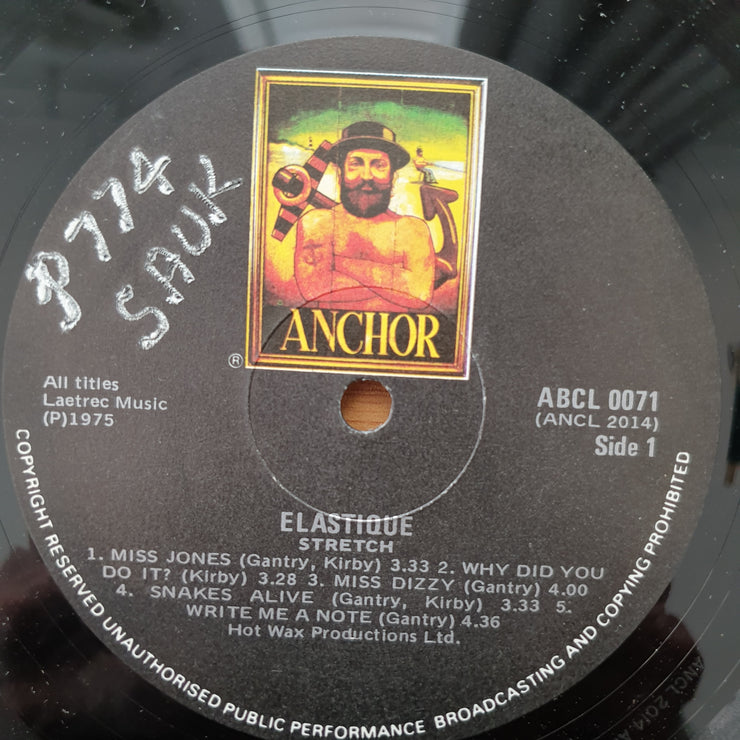 P774
SAUK
ANCHOR
®
All titles
Laetrec Music
(P)1975
ABCL 0071
(ANCL 2014)
Side 1
ELASTIQUE
STRETCH
1. MISS JONES (Gantry, Kirby) 3.33 2. WHY DID YOU
DO IT? (Kirby) 3.28 3. MISS DIZZY (Gantry) 4.00
4. SNAKES ALIVE (Gantry, Kirby) 3.33 5.
WRITE ME A NOTE (Gantry) 4.36
Hot Wax Productions Ltd.
COPYRIGHT RESERVED UNAUTHORISED PUBLIC PERFORMANCE BROADCASTING AND COPYING PROHIBITED
ANCL 2014 A